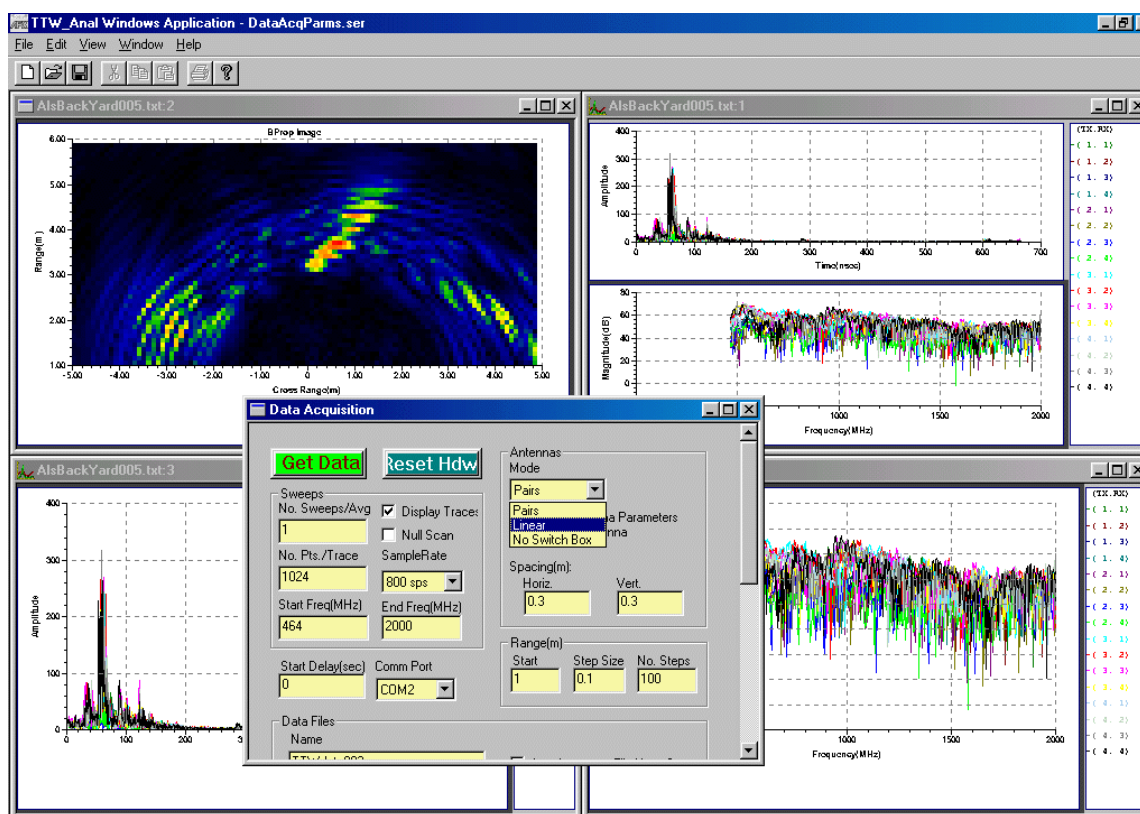 TTW_Anal Windows Application - DataAcqParms.ser
File Edit View Window Help
AlsBackYard005.txt:2
BProp Image
6.00
5.00
4.00
3.00
2.00
1.00
Range(m)
-5.00 -4.00 -3.00 -2.00 -1.00 0.00 1.00 2.00 3.00 4.00 5.00
Cross Range(m)
AlsBackYard005.txt:1
400
300
200
100
0
Amplitude
0 100 200 300 400 500 600 700
Time(nsec)
80
60
40
20
0
Magnitude(dB)
1000 1500 2000
Frequency(MHz)
(TX.RX)
( 1. 1)
( 1. 2)
( 1. 3)
( 1. 4)
( 2. 1)
( 2. 2)
( 2. 3)
( 2. 4)
( 3. 1)
( 3. 2)
( 3. 3)
( 3. 4)
( 4. 1)
( 4. 2)
( 4. 3)
( 4. 4)
AlsBackYard005.txt:3
400
300
200
100
0
Amplitude
0 100 200
Data Acquisition
Get Data
Reset Hdw
Sweeps
No. Sweeps/Avg
1
Display Traces
Null Scan
No. Pts./Trace
1024
SampleRate
800 sps
Start Freq(MHz)
464
End Freq(MHz)
2000
Start Delay(sec)
0
Comm Port
COM2
Data Files
Name
Antennas
Mode
Pairs
Pairs
Linear
No Switch Box
Parameters
Spacing(m):
Horiz. Vert.
0.3 0.3
Range(m)
Start Step Size No. Steps
1 0.1 100
1000 1500 2000
Frequency(MHz)
(TX.RX)
( 1. 1)
( 1. 2)
( 1. 3)
( 1. 4)
( 2. 1)
( 2. 2)
( 2. 3)
( 2. 4)
( 3. 1)
( 3. 2)
( 3. 3)
( 3. 4)
( 4. 1)
( 4. 2)
( 4. 3)
( 4. 4)